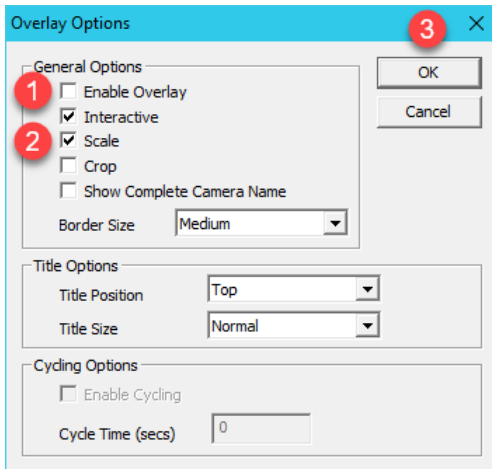 Overlay Options
3
General Options
OK
1
Enable Overlay
Interactive
Cancel
2
Scale
Crop
Show Complete Camera Name
Border Size Medium
Title Options
Title Position Top
Title Size Normal
Cycling Options
Enable Cycling
Cycle Time (secs) 0